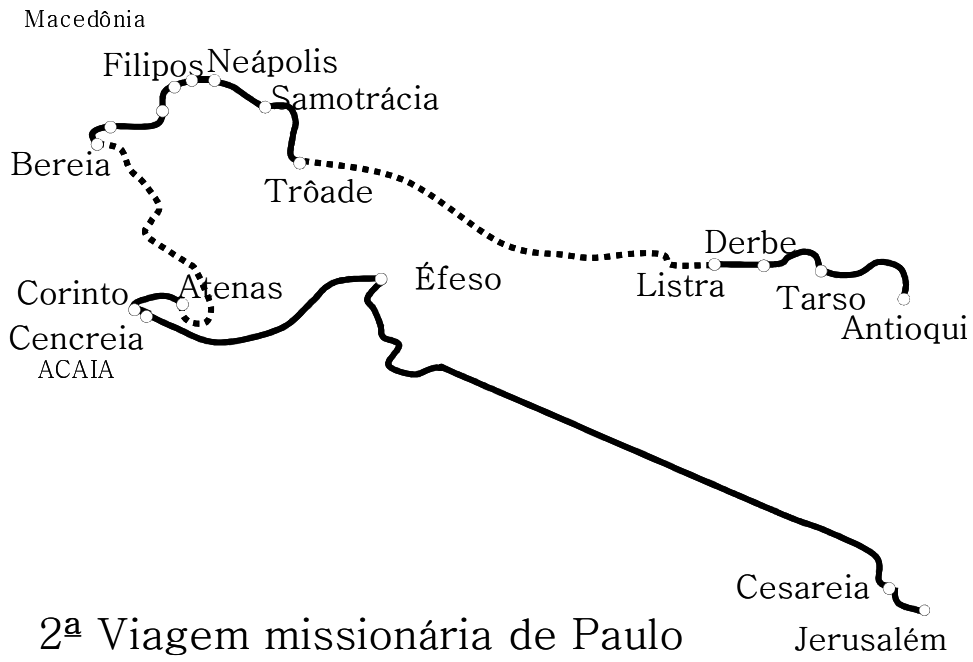 Macedônia
Filipos
Neápolis
Samotrácia
Bereia
Trôade
Derbe
Listra
Tarso
Antioqui
Éfeso
Atenas
Corinto
Cencreia
ACAIA
Cesareia
Jerusalém
2ª Viagem missionária de Paulo